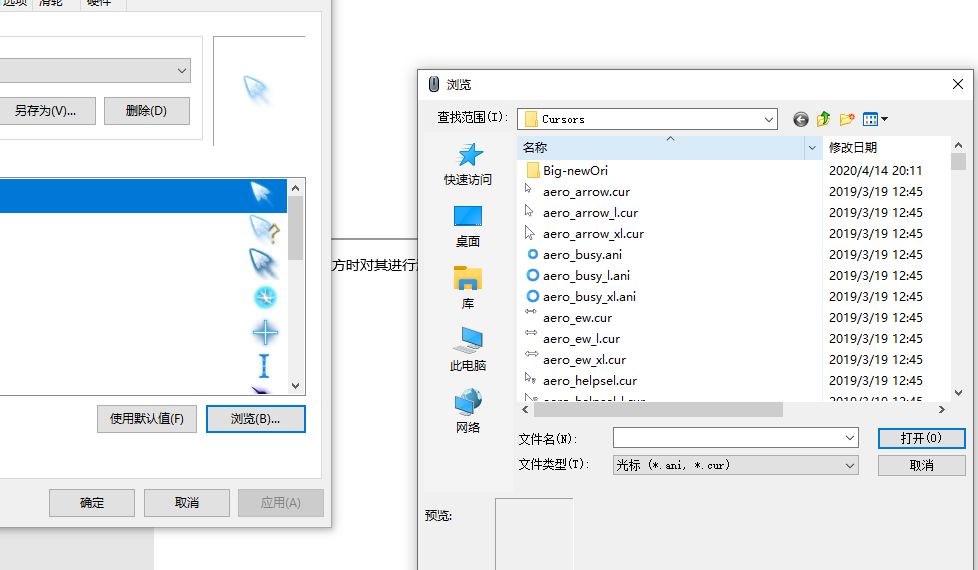 选项 滑轮 硬件
另存为(V)... 删除(D)
使用默认值(F) 浏览(B)...
确定 取消 应用(A)
方时对其进行
浏览
查找范围(I): Cursors
快速访问
桌面
库
此电脑
网络
名称 修改日期
Big-newOri 2020/4/14 20:11
aero_arrow.cur 2019/3/19 12:45
aero_arrow_l.cur 2019/3/19 12:45
aero_arrow_xl.cur 2019/3/19 12:45
aero_busy.ani 2019/3/19 12:45
aero_busy_l.ani 2019/3/19 12:45
aero_busy_xl.ani 2019/3/19 12:45
aero_ew.cur 2019/3/19 12:45
aero_ew_l.cur 2019/3/19 12:45
aero_ew_xl.cur 2019/3/19 12:45
aero_helpsel.cur 2019/3/19 12:45
aero_helpsel_l.cur 2019/3/19 12:45
文件名(N): 打开(O)
文件类型(T): 光标 (*.ani, *.cur) 取消
预览: